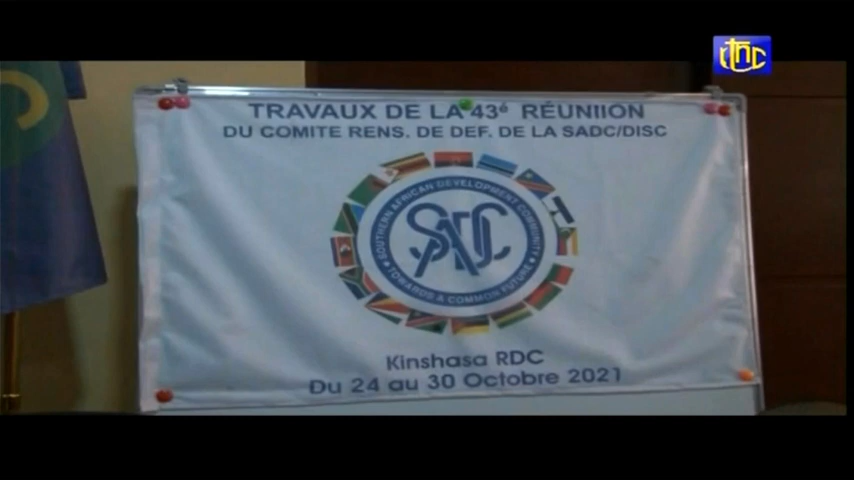 rtnc
TRAVAUX DE LA 43è RÉUNIION
DU COMITE RENS. DE DEF. DE LA SADC/DISC
SOUTHERN AFRICAN DEVELOPMENT COMMUNITY
SADC
TOWARDS A COMMON FUTURE
Kinshasa RDC
Du 24 au 30 Octobre 2021